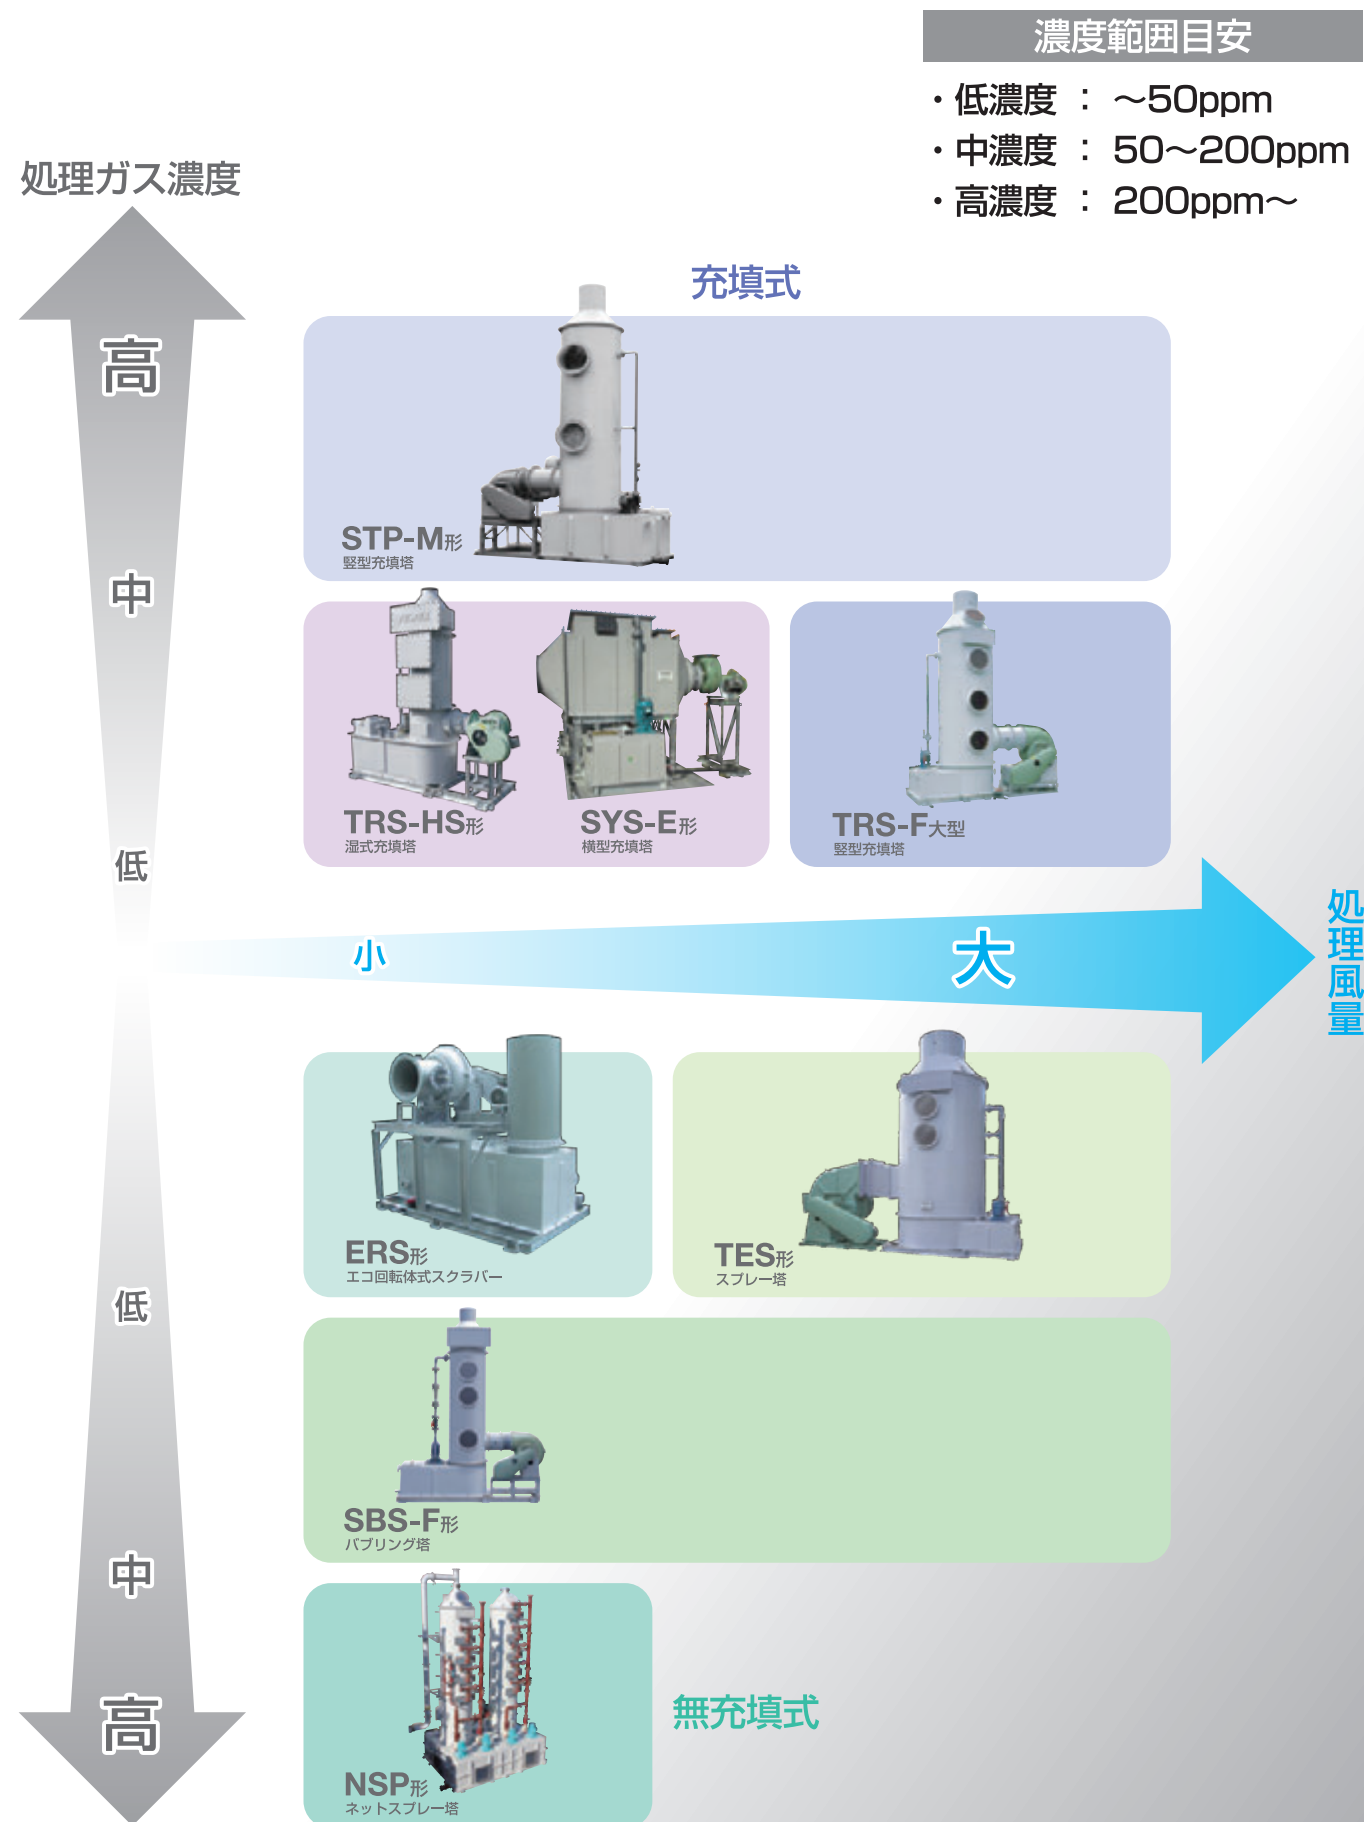 濃度範囲目安
・低濃度 ： ～50ppm
・中濃度 ： 50～200ppm
・高濃度 ： 200ppm～
処理ガス濃度
充填式
高
STP-M形
竪型充填塔
中
TRS-HS形
湿式充填塔
SYS-E形
横型充填塔
TRS-F大型
竪型充填塔
低
小
大
処理風量
ERS形
エコ回転体式スクラバー
TES形
スプレー塔
低
SBS-F形
バブリング塔
中
無充填式
高
NSP形
ネットスプレー塔